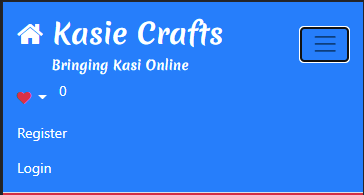 Kasie Crafts
Bringing Kasi Online
0
Register
Login